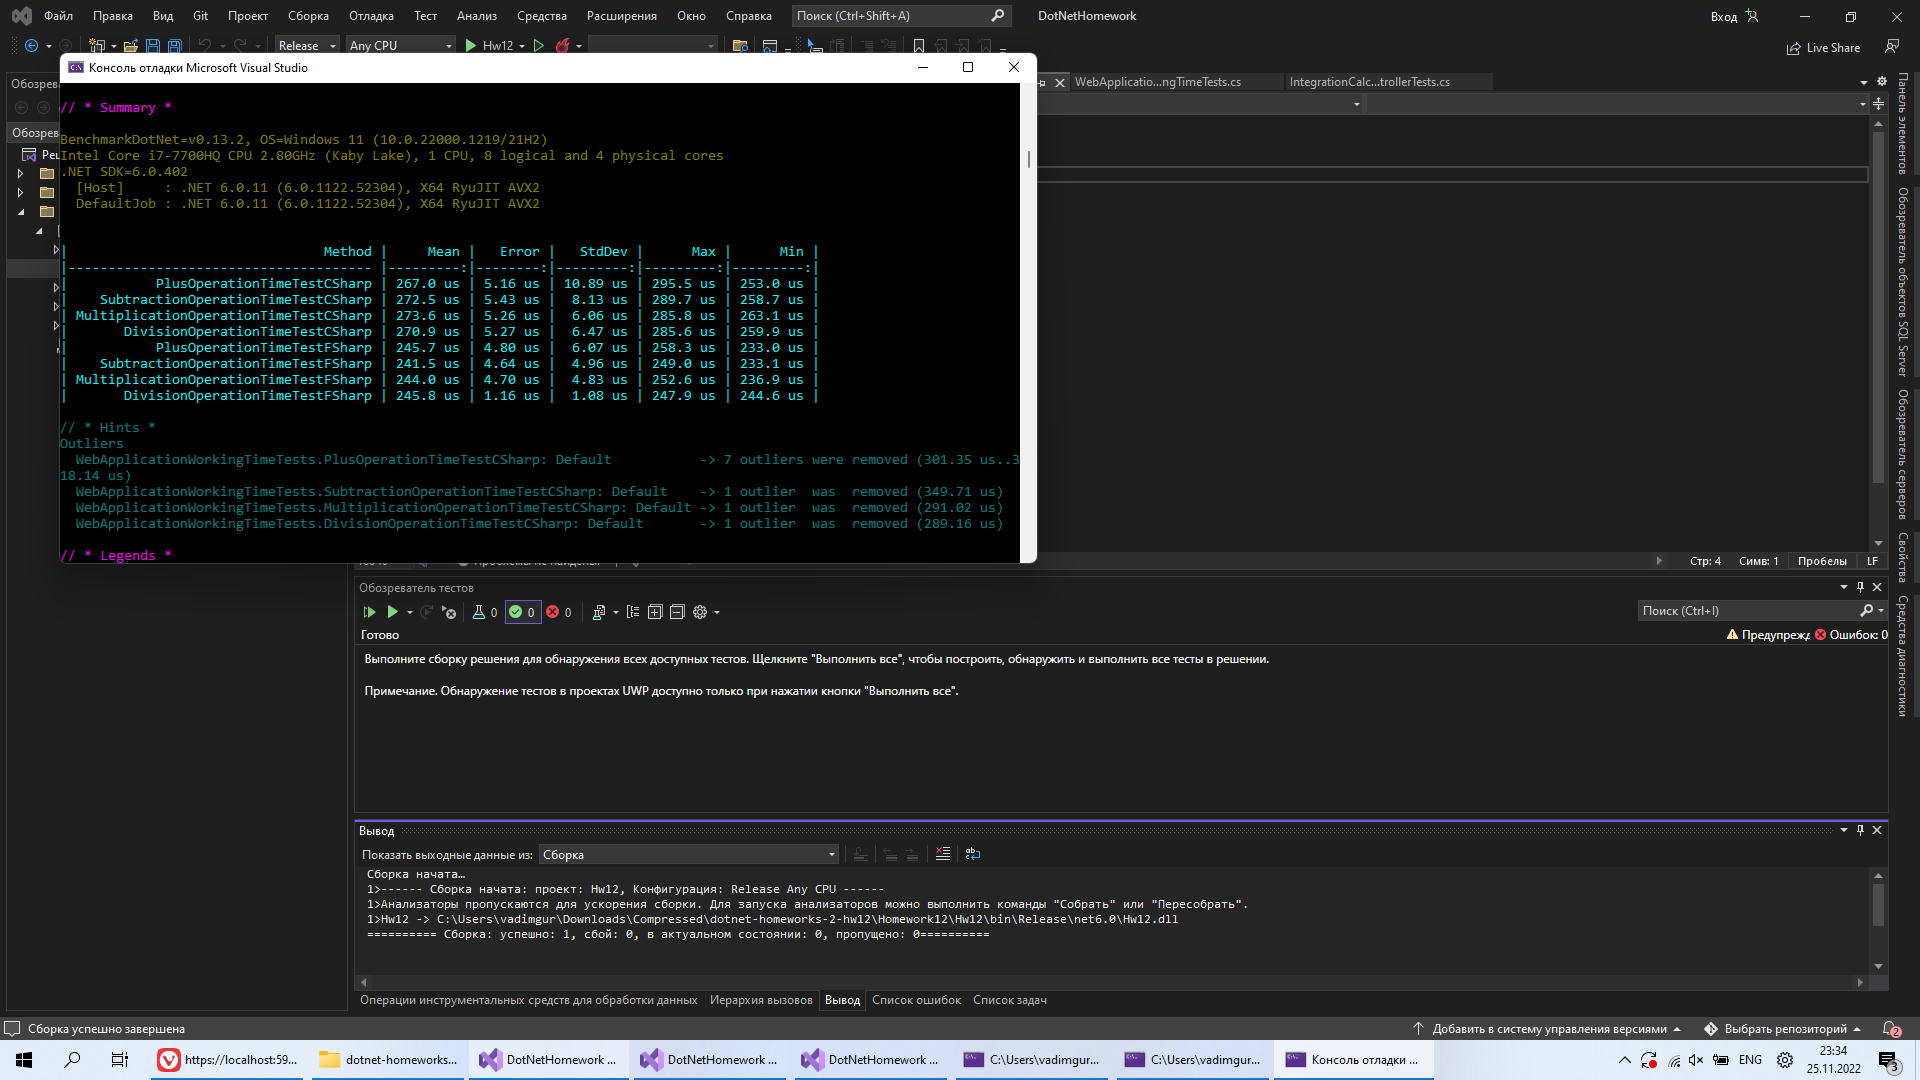 Файл Правка Вид Git Проект Сборка Отладка Тест Анализ Средства Расширения Окно Справка Поиск (Ctrl+Shift+A) DotNetHomework Вход
Release Any CPU Hw12 Live Share
Консоль отладки Microsoft Visual Studio
WebApplicatio...ngTimeTests.cs IntegrationCalc...trollerTests.cs
// * Summary *
BenchmarkDotNet=v0.13.2, OS=Windows 11 (10.0.22000.1219/21H2)
Intel Core i7-7700HQ CPU 2.80GHz (Kaby Lake), 1 CPU, 8 logical and 4 physical cores
.NET SDK=6.0.402
[Host]     : .NET 6.0.11 (6.0.1122.52304), X64 RyuJIT AVX2
DefaultJob : .NET 6.0.11 (6.0.1122.52304), X64 RyuJIT AVX2
| Method | Mean | Error | StdDev | Max | Min |
|-------------------------------------- |---------:|--------:|---------:|---------:|---------:|
| PlusOperationTimeTestCSharp | 267.0 us | 5.16 us | 10.89 us | 295.5 us | 253.0 us |
| SubtractionOperationTimeTestCSharp | 272.5 us | 5.43 us | 8.13 us | 289.7 us | 258.7 us |
| MultiplicationOperationTimeTestCSharp | 273.6 us | 5.26 us | 6.06 us | 285.8 us | 263.1 us |
| DivisionOperationTimeTestCSharp | 270.9 us | 5.27 us | 6.47 us | 285.6 us | 259.9 us |
| PlusOperationTimeTestFSharp | 245.7 us | 4.80 us | 6.07 us | 258.3 us | 233.0 us |
| SubtractionOperationTimeTestFSharp | 241.5 us | 4.64 us | 4.96 us | 249.0 us | 233.1 us |
| MultiplicationOperationTimeTestFSharp | 244.0 us | 4.70 us | 4.83 us | 252.6 us | 236.9 us |
| DivisionOperationTimeTestFSharp | 245.8 us | 1.16 us | 1.08 us | 247.9 us | 244.6 us |
// * Hints *
Outliers
WebApplicationWorkingTimeTests.PlusOperationTimeTestCSharp: Default -> 7 outliers were removed (301.35 us..3
18.14 us)
WebApplicationWorkingTimeTests.SubtractionOperationTimeTestCSharp: Default -> 1 outlier was removed (349.71 us)
WebApplicationWorkingTimeTests.MultiplicationOperationTimeTestCSharp: Default -> 1 outlier was removed (291.02 us)
WebApplicationWorkingTimeTests.DivisionOperationTimeTestCSharp: Default -> 1 outlier was removed (289.16 us)
// * Legends *
Стр: 4 Симв: 1 Пробелы LF
Обозреватель тестов
0 0 0 Поиск (Ctrl+I)
Готово Предупрежд Ошибок: 0
Выполните сборку решения для обнаружения всех доступных тестов. Щелкните "Выполнить все", чтобы построить, обнаружить и выполнить все тесты в решении.
Примечание. Обнаружение тестов в проектах UWP доступно только при нажатии кнопки "Выполнить все".
Вывод
Показать выходные данные из: Сборка
Сборка начата…
1>------ Сборка начата: проект: Hw12, Конфигурация: Release Any CPU ------
1>Анализаторы пропускаются для ускорения сборки. Для запуска анализаторов можно выполнить команды "Собрать" или "Пересобрать".
1>Hw12 -> C:\Users\vadimgur\Downloads\Compressed\dotnet-homeworks-2-hw12\Homework12\Hw12\bin\Release\net6.0\Hw12.dll
========== Сборка: успешно: 1, сбой: 0, в актуальном состоянии: 0, пропущено: 0==========
Операции инструментальных средств для обработки данных Иерархия вызовов Вывод Список ошибок Список задач
Панель элементов
Обозреватель объектов SQL Server
Обозреватель серверов
Свойства
Средства диагностики
Сборка успешно завершена Добавить в систему управления версиями Выбрать репозиторий 2
https://localhost:59... dotnet-homeworks... DotNetHomework ... DotNetHomework ... DotNetHomework ... C:\Users\vadimgur... C:\Users\vadimgur... Консоль отладки ... ENG 23:34
25.11.2022 3